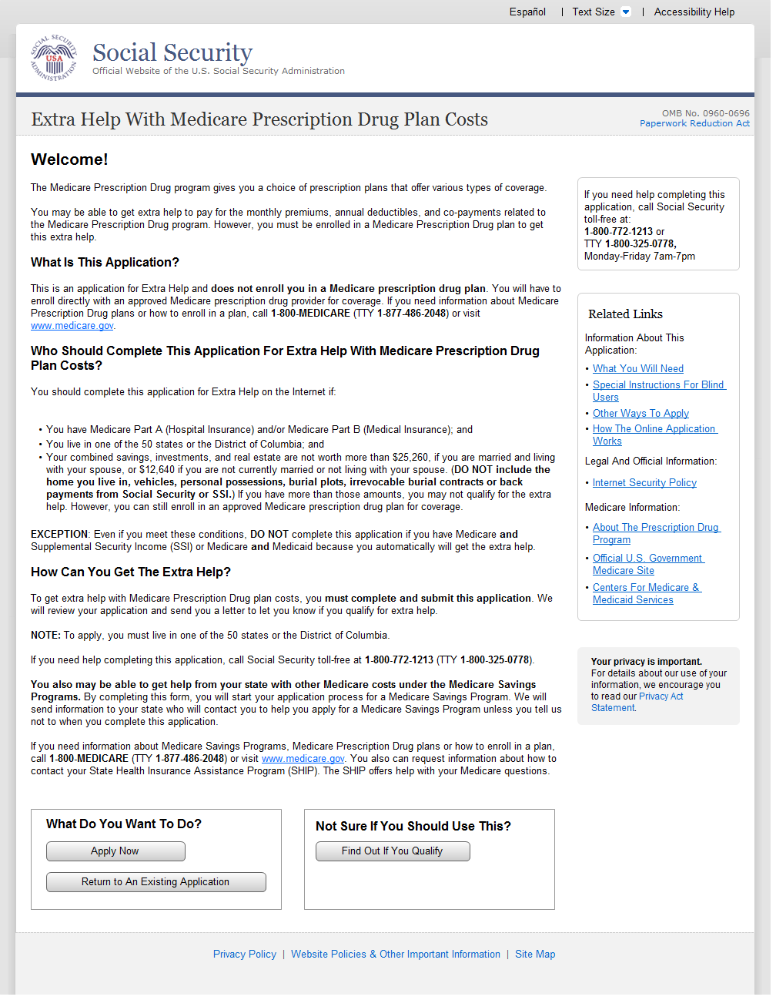 Español | Text Size | Accessibility Help
SOCIAL SECURITY ADMINISTRATION
USA
Social Security
Official Website of the U.S. Social Security Administration
Extra Help With Medicare Prescription Drug Plan Costs
OMB No. 0960-0696
Paperwork Reduction Act
Welcome!
The Medicare Prescription Drug program gives you a choice of prescription plans that offer various types of coverage.
You may be able to get extra help to pay for the monthly premiums, annual deductibles, and co-payments related to
the Medicare Prescription Drug program. However, you must be enrolled in a Medicare Prescription Drug plan to get
this extra help.
What Is This Application?
This is an application for Extra Help and does not enroll you in a Medicare prescription drug plan. You will have to
enroll directly with an approved Medicare prescription drug provider for coverage. If you need information about Medicare
Prescription Drug plans or how to enroll in a plan, call 1-800-MEDICARE (TTY 1-877-486-2048) or visit
www.medicare.gov.
Who Should Complete This Application For Extra Help With Medicare Prescription Drug
Plan Costs?
You should complete this application for Extra Help on the Internet if:
• You have Medicare Part A (Hospital Insurance) and/or Medicare Part B (Medical Insurance); and
• You live in one of the 50 states or the District of Columbia; and
• Your combined savings, investments, and real estate are not worth more than $25,260, if you are married and living
with your spouse, or $12,640 if you are not currently married or not living with your spouse. (DO NOT include the
home you live in, vehicles, personal possessions, burial plots, irrevocable burial contracts or back
payments from Social Security or SSI.) If you have more than those amounts, you may not qualify for the extra
help. However, you can still enroll in an approved Medicare prescription drug plan for coverage.
EXCEPTION: Even if you meet these conditions, DO NOT complete this application if you have Medicare and
Supplemental Security Income (SSI) or Medicare and Medicaid because you automatically will get the extra help.
How Can You Get The Extra Help?
To get extra help with Medicare Prescription Drug plan costs, you must complete and submit this application. We
will review your application and send you a letter to let you know if you qualify for extra help.
NOTE: To apply, you must live in one of the 50 states or the District of Columbia.
If you need help completing this application, call Social Security toll-free at 1-800-772-1213 (TTY 1-800-325-0778).
You also may be able to get help from your state with other Medicare costs under the Medicare Savings
Programs. By completing this form, you will start your application process for a Medicare Savings Program. We will
send information to your state who will contact you to help you apply for a Medicare Savings Program unless you tell us
not to when you complete this application.
If you need information about Medicare Savings Programs, Medicare Prescription Drug plans or how to enroll in a plan,
call 1-800-MEDICARE (TTY 1-877-486-2048) or visit www.medicare.gov. You also can request information about how to
contact your State Health Insurance Assistance Program (SHIP). The SHIP offers help with your Medicare questions.
What Do You Want To Do?
Apply Now
Return to An Existing Application
Not Sure If You Should Use This?
Find Out If You Qualify
If you need help completing this
application, call Social Security
toll-free at:
1-800-772-1213 or
TTY 1-800-325-0778,
Monday-Friday 7am-7pm
Related Links
Information About This
Application:
• What You Will Need
• Special Instructions For Blind
Users
• Other Ways To Apply
• How The Online Application
Works
Legal And Official Information:
• Internet Security Policy
Medicare Information:
• About The Prescription Drug
Program
• Official U.S. Government
Medicare Site
• Centers For Medicare &
Medicaid Services
Your privacy is important.
For details about our use of your
information, we encourage you
to read our Privacy Act
Statement.
Privacy Policy | Website Policies & Other Important Information | Site Map